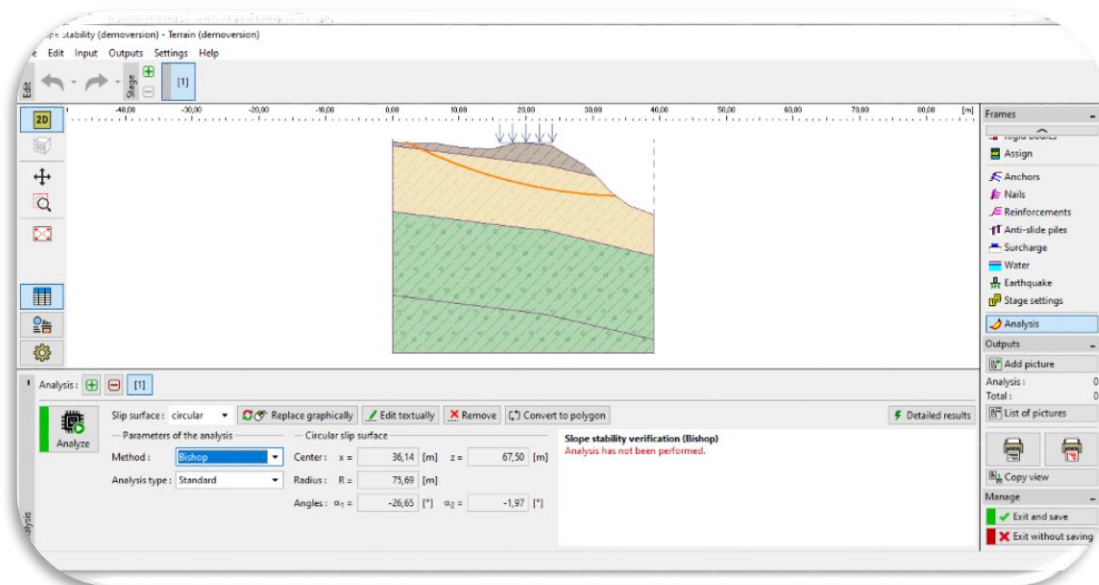 stability (demoversion) - Terrain (demoversion)
Edit Input Outputs Settings Help
Edit
Stage
[1]
-40,00 -30,00 -20,00 -10,00 0,00 10,00 20,00 30,00 40,00 50,00 60,00 70,00 80,00 [m]
2D
Frames
Rigid bodies
Assign
Anchors
Nails
Reinforcements
Anti-slide piles
Surcharge
Water
Earthquake
Stage settings
Analysis
Outputs
Add picture
Analysis : 0
Total : 0
List of pictures
Copy view
Manage
Exit and save
Exit without saving
Analysis : [1]
Analyze
Slip surface : circular Replace graphically Edit textually Remove Convert to polygon Detailed results
Parameters of the analysis
Method : Bishop
Analysis type : Standard
Circular slip surface
Center : x = 36,14 [m] z = 67,50 [m]
Radius : R = 75,69 [m]
Angles : α1 = -26,65 [°] α2 = -1,97 [°]
Slope stability verification (Bishop)
Analysis has not been performed.